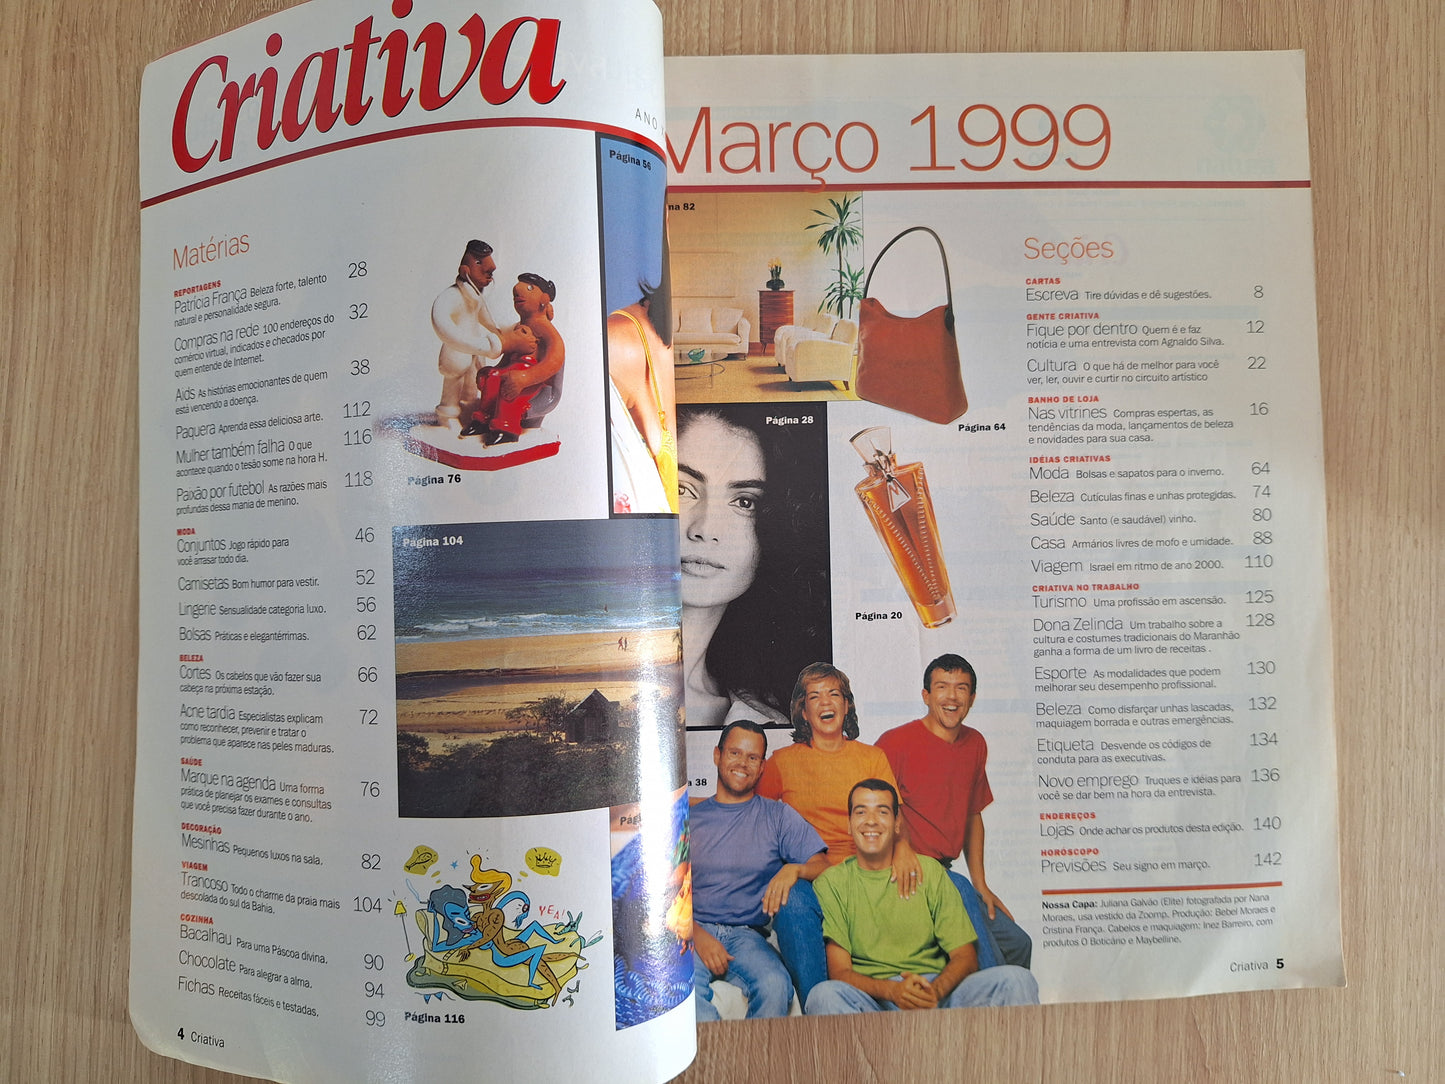 Criativa
ANO
Página 56
Matérias
REPORTAGENS
Patrícia França Beleza forte, talento 28
natural e personalidade segura.
Compras na rede 100 endereços do 32
comércio virtual, indicados e checados por
quem entende de Internet.
Aids As histórias emocionantes de quem 38
está vencendo a doença.
Paquera Aprenda essa deliciosa arte. 112
Mulher também falha O que 116
acontece quando o tesão some na hora H.
Paixão por futebol As razões mais 118
profundas dessa mania de menino.
MODA
Conjuntos Jogo rápido para 46
você arrasar todo dia.
Camisetas Bom humor para vestir. 52
Lingerie Sensualidade categoria luxo. 56
Bolsas Práticas e elegantérrimas. 62
BELEZA
Cortes Os cabelos que vão fazer sua 66
cabeça na próxima estação.
Acne tardia Especialistas explicam 72
como reconhecer, prevenir e tratar o
problema que aparece nas peles maduras.
SAÚDE
Marque na agenda Uma forma 76
prática de planejar os exames e consultas
que você precisa fazer durante o ano.
DECORAÇÃO
Mesinhas Pequenos luxos na sala. 82
VIAGEM
Trancoso Todo o charme da praia mais 104
descolada do sul da Bahia.
COZINHA
Bacalhau Para uma Páscoa divina. 90
Chocolate Para alegrar a alma. 94
Fichas Receitas fáceis e testadas. 99
4 Criativa
Página 76
Página 104
Pág
YEA!
Página 116
Março 1999
na 82
Página 64
Página 28
Página 20
a 38
Seções
CARTAS
Escreva Tire dúvidas e dê sugestões. 8
GENTE CRIATIVA
Fique por dentro Quem é e faz 12
notícia e uma entrevista com Agnaldo Silva.
Cultura O que há de melhor para você 22
ver, ler, ouvir e curtir no circuito artístico
BANHO DE LOJA
Nas vitrines Compras espertas, as 16
tendências da moda, lançamentos de beleza
e novidades para sua casa.
IDÉIAS CRIATIVAS
Moda Bolsas e sapatos para o inverno. 64
Beleza Cutículas finas e unhas protegidas. 74
Saúde Santo (e saudável) vinho. 80
Casa Armários livres de mofo e umidade. 88
Viagem Israel em ritmo de ano 2000. 110
CRIATIVA NO TRABALHO
Turismo Uma profissão em ascensão. 125
Dona Zelinda Um trabalho sobre a 128
cultura e costumes tradicionais do Maranhão
ganha a forma de um livro de receitas .
Esporte As modalidades que podem 130
melhorar seu desempenho profissional.
Beleza Como disfarçar unhas lascadas, 132
maquiagem borrada e outras emergências.
Etiqueta Desvende os códigos de 134
conduta para as executivas.
Novo emprego Truques e idéias para 136
você se dar bem na hora da entrevista.
ENDEREÇOS
Lojas Onde achar os produtos desta edição. 140
HORÓSCOPO
Previsões Seu signo em março. 142
Nossa Capa: Juliana Galvão (Elite) fotografada por Nana
Moraes, usa vestido da Zoomp. Produção: Bebel Moraes e
Cristina França. Cabelos e maquiagem: Inez Barreiro, com
produtos O Boticário e Maybelline.
Criativa 5